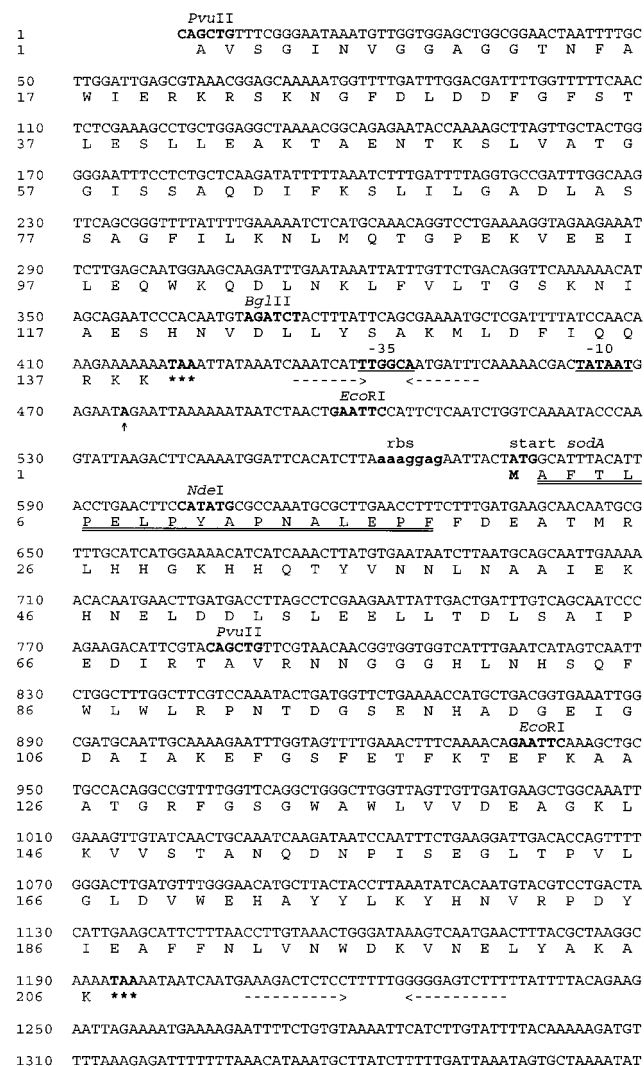 PvuII
1 CAGCTGTTTCGGGAATAAATGTTGGTGGAGCTGGCGGAACTAATTTTGC
1 A V S G I N V G G A G G T N F A
50 TTGGATTGAGCGTAAACGGAGCAAAAATGGTTTTGATTTGGACGATTTTGGTTTTTCAAC
17 W I E R K R S K N G F D L D D F G F S T
110 TCTCGAAAGCCTGCTGGAGGCTAAAACGGCAGAGAATACCAAAAGCTTAGTTGCTACTGG
37 L E S L L E A K T A E N T K S L V A T G
170 GGGAATTTCCTCTGCTCAAGATATTTTTAAATCTTTGATTTTAGGTGCCGATTTGGCAAG
57 G I S S A Q D I F K S L I L G A D L A S
230 TTCAGCGGGTTTTATTTTGAAAAATCTCATGCAAACAGGTCCTGAAAAGGTAGAAGAAAT
77 S A G F I L K N L M Q T G P E K V E E I
290 TCTTGAGCAATGGAAGCAAGATTTGAATAAATTATTTGTTCTGACAGGTTCAAAAAACAT
97 L E Q W K Q D L N K L F V L T G S K N I
BglII
350 AGCAGAATCCCACAATGTAGATCTACTTTATTCAGCGAAAATGCTCGATTTTATCCAACA
117 A E S H N V D L L Y S A K M L D F I Q Q
-35 -10
410 AAGAAAAAAATAAATTATAAATCAAATCATTTGGCAATGATTTCAAAAACGACTATAATG
137 R K K *** -------> <-------
EcoRI
470 AGAATAGAATTAAAAAATAATCTAACTGAATTCCATTCTCAATCTGGTCAAAATACCCAA
↑
rbs start sodA
530 GTATTAAGACTTCAAAATGGATTCACATCTTAaaaggagAATTACTATGGCATTTACATT
1 M A F T L
NdeI
590 ACCTGAACTTCCATATGCGCCAAATGCGCTTGAACCTTTCTTTGATGAAGCAACAATGCG
6 P E L P Y A P N A L E P F F D E A T M R
650 TTTGCATCATGGAAAACATCATCAAACTTATGTGAATAATCTTAATGCAGCAATTGAAAA
26 L H H G K H H Q T Y V N N L N A A I E K
710 ACACAATGAACTTGATGACCTTAGCCTCGAAGAATTATTGACTGATTTGTCAGCAATCCC
46 H N E L D D L S L E E L L T D L S A I P
PvuII
770 AGAAGACATTCGTACAGCTGTTCGTAACAACGGTGGTGGTCATTTGAATCATAGTCAATT
66 E D I R T A V R N N G G G H L N H S Q F
830 CTGGCTTTGGCTTCGTCCAAATACTGATGGTTCTGAAAACCATGCTGACGGTGAAATTGG
86 W L W L R P N T D G S E N H A D G E I G
EcoRI
890 CGATGCAATTGCAAAAGAATTTGGTAGTTTTGAAACTTTCAAAACAGAATTCAAAGCTGC
106 D A I A K E F G S F E T F K T E F K A A
950 TGCCACAGGCCGTTTTGGTTCAGGCTGGGCTTGGTTAGTTGTTGATGAAGCTGGCAAATT
126 A T G R F G S G W A W L V V D E A G K L
1010 GAAAGTTGTATCAACTGCAAATCAAGATAATCCAATTTCTGAAGGATTGACACCAGTTTT
146 K V V S T A N Q D N P I S E G L T P V L
1070 GGGACTTGATGTTTGGGAACATGCTTACTACCTTAAATATCACAATGTACGTCCTGACTA
166 G L D V W E H A Y Y L K Y H N V R P D Y
1130 CATTGAAGCATTCTTTAACCTTGTAAACTGGGATAAAGTCAATGAACTTTACGCTAAGGC
186 I E A F F N L V N W D K V N E L Y A K A
1190 AAAATAAAATAATCAATGAAAGACTCTCCTTTTTGGGGGAGTCTTTTTATTTTACAGAAG
206 K *** ----------> <----------
1250 AATTAGAAAATGAAAAGAATTTTCTGTGTAAAATTCATCTTGTATTTTACAAAAAGATGT
1310 TTTAAAGAGATTTTTTTAAACATAAATGCTTATCTTTTTGATTAAATAGTGCTAAAATAT